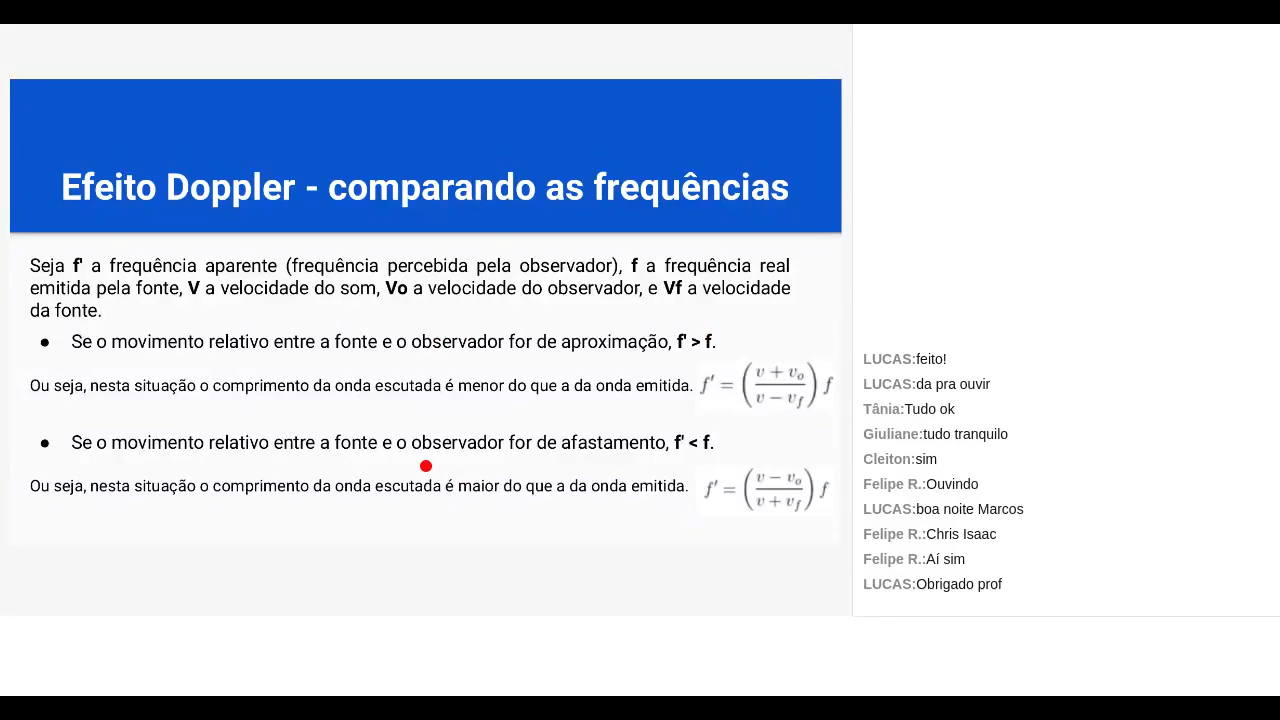 Efeito Doppler - comparando as frequências
Seja f' a frequência aparente (frequência percebida pela observador), f a frequência real
emitida pela fonte, V a velocidade do som, Vo a velocidade do observador, e Vf a velocidade
da fonte.
● Se o movimento relativo entre a fonte e o observador for de aproximação, f' > f.
Ou seja, nesta situação o comprimento da onda escutada é menor do que a da onda emitida. f' = ((v + v_o)/(v − v_f)) f
● Se o movimento relativo entre a fonte e o observador for de afastamento, f' < f.
Ou seja, nesta situação o comprimento da onda escutada é maior do que a da onda emitida. f' = ((v − v_o)/(v + v_f)) f
LUCAS:feito!
LUCAS:da pra ouvir
Tânia:Tudo ok
Giuliane:tudo tranquilo
Cleiton:sim
Felipe R.:Ouvindo
LUCAS:boa noite Marcos
Felipe R.:Chris Isaac
Felipe R.:Aí sim
LUCAS:Obrigado prof